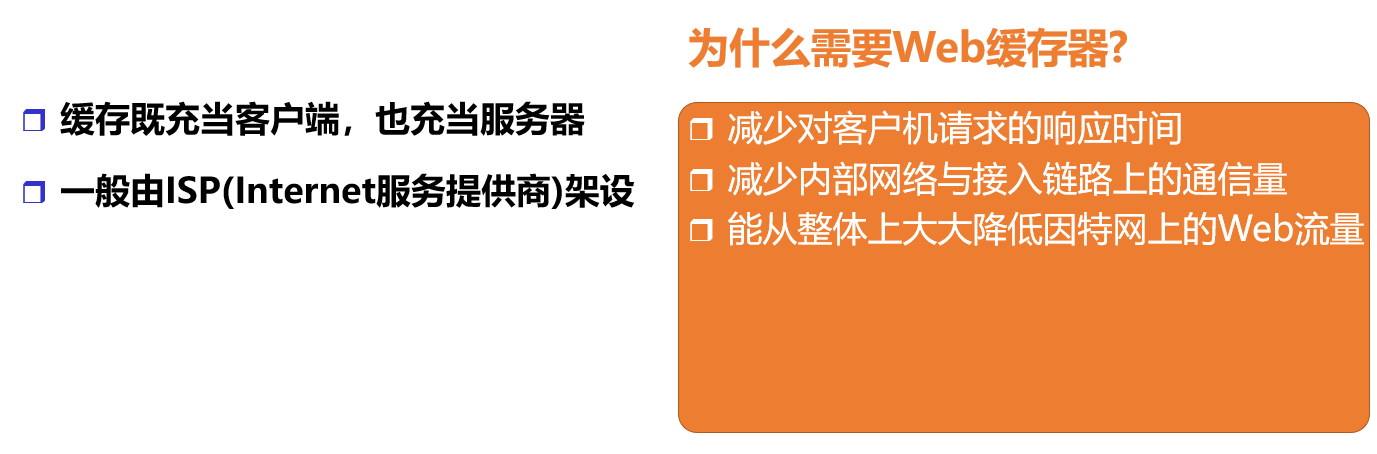 为什么需要Web缓存器?
缓存既充当客户端，也充当服务器
一般由ISP(Internet服务提供商)架设
减少对客户机请求的响应时间
减少内部网络与接入链路上的通信量
能从整体上大大降低因特网上的Web流量